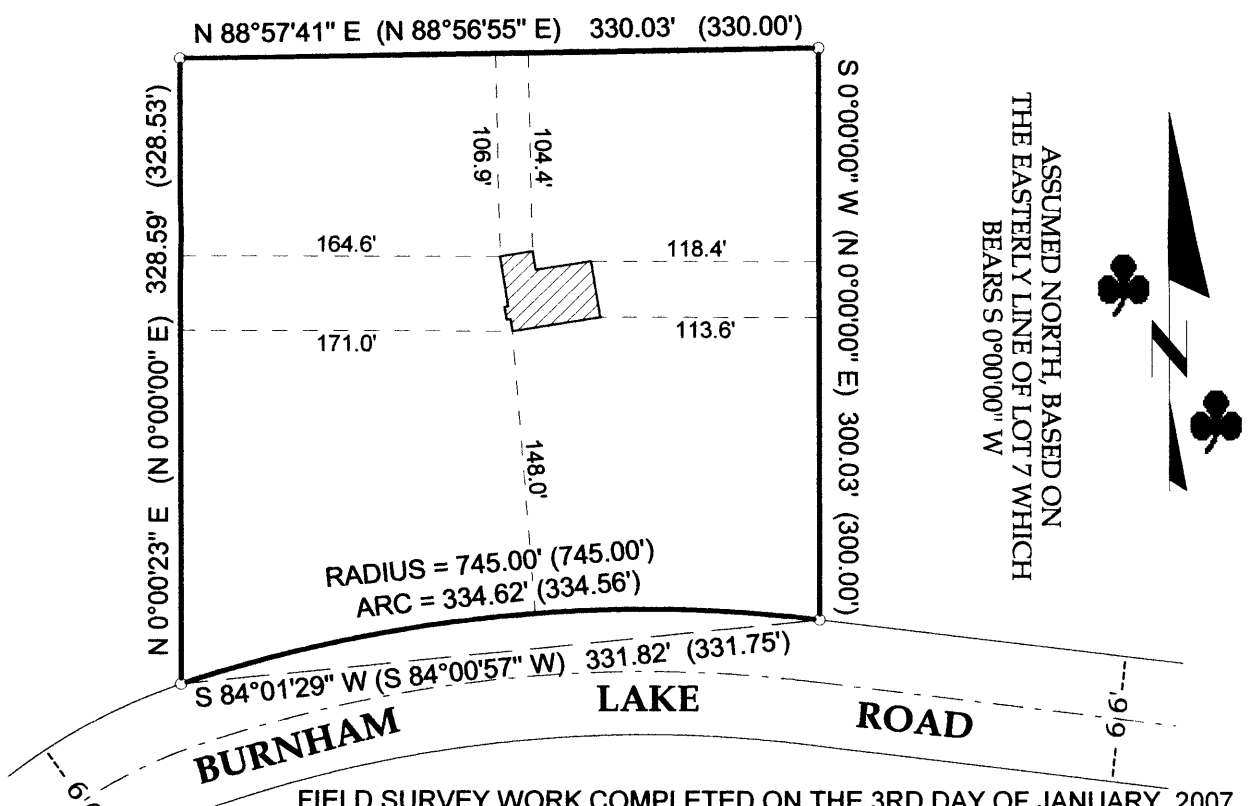 N 88°57'41" E (N 88°56'55" E) 330.03' (330.00')
N 0°00'23" E (N 0°00'00" E) 328.59' (328.53')
106.9'
104.4'
S 0°00'00" W (N 0°00'00" E) 300.03' (300.00')
ASSUMED NORTH, BASED ON
THE EASTERLY LINE OF LOT 7 WHICH
BEARS S 0°00'00" W
N
164.6'
118.4'
171.0'
113.6'
148.0'
RADIUS = 745.00' (745.00')
ARC = 334.62' (334.56')
S 84°01'29" W (S 84°00'57" W) 331.82' (331.75')
BURNHAM LAKE ROAD
FIELD SURVEY WORK COMPLETED ON THE 3RD DAY OF JANUARY, 2007